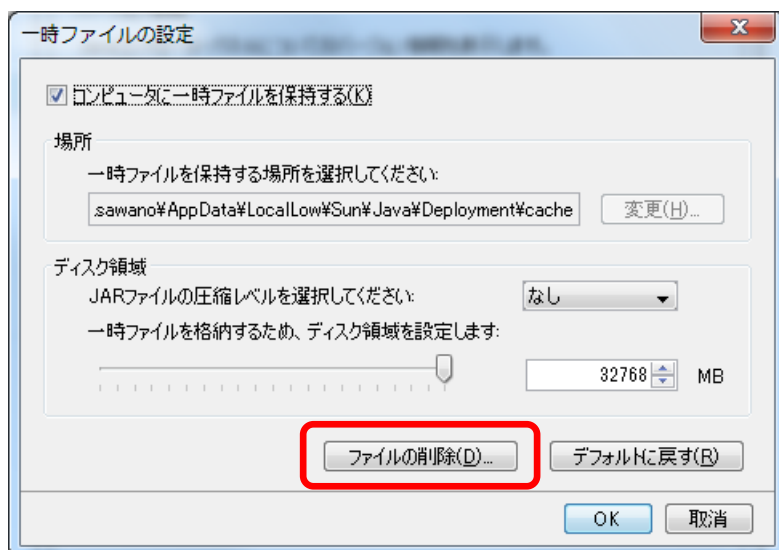 一時ファイルの設定
コンピュータに一時ファイルを保持する(K)
場所
一時ファイルを保持する場所を選択してください:
sawano¥AppData¥LocalLow¥Sun¥Java¥Deployment¥cache
変更(H)...
ディスク領域
JARファイルの圧縮レベルを選択してください:
なし
一時ファイルを格納するため、ディスク領域を設定します:
32768 MB
ファイルの削除(D)...
デフォルトに戻す(R)
OK
取消